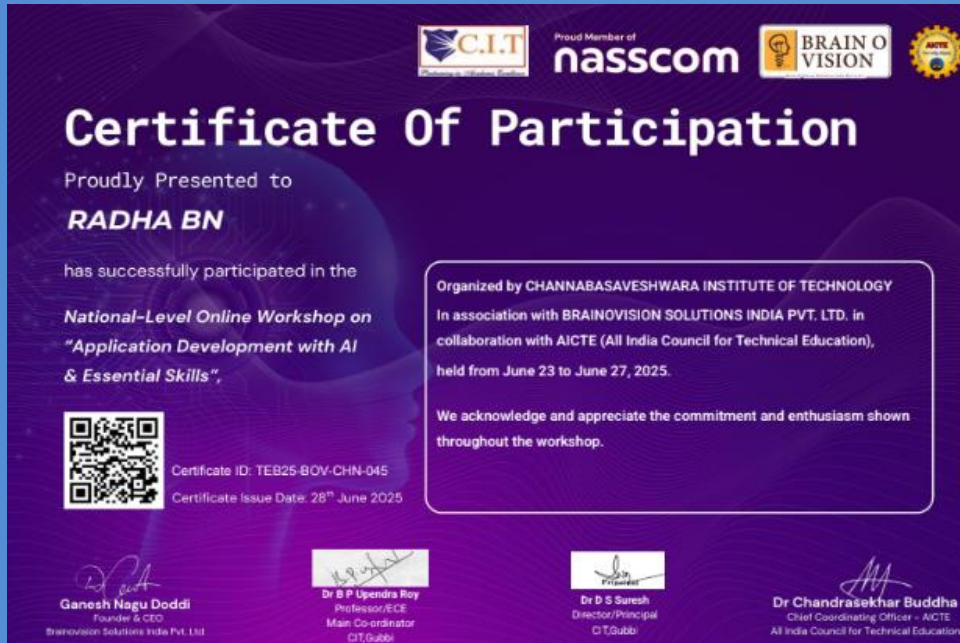 C.I.T
Proud Member of
nasscom
BRAIN O
VISION
AICTE
Certificate Of Participation
Proudly Presented to
RADHA BN
has successfully participated in the
National-Level Online Workshop on
"Application Development with AI
& Essential Skills",
Organized by CHANNABASAVESHWARA INSTITUTE OF TECHNOLOGY
In association with BRAINOVISION SOLUTIONS INDIA PVT. LTD. in
collaboration with AICTE (All India Council for Technical Education),
held from June 23 to June 27, 2025.
We acknowledge and appreciate the commitment and enthusiasm shown
throughout the workshop.
Certificate ID: TEB25-BOV-CHN-045
Certificate Issue Date: 28th June 2025
Ganesh Nagu Doddi
Founder & CEO
Brainovision Solutions India Pvt. Ltd
Dr B P Upendra Roy
Professor/ECE
Main Co-ordinator
CIT,Gubbi
Principal
Dr D S Suresh
Director/Principal
CIT,Gubbi
Dr Chandrasekhar Buddha
Chief Coordinating Officer - AICTE
All India Council for Technical Education